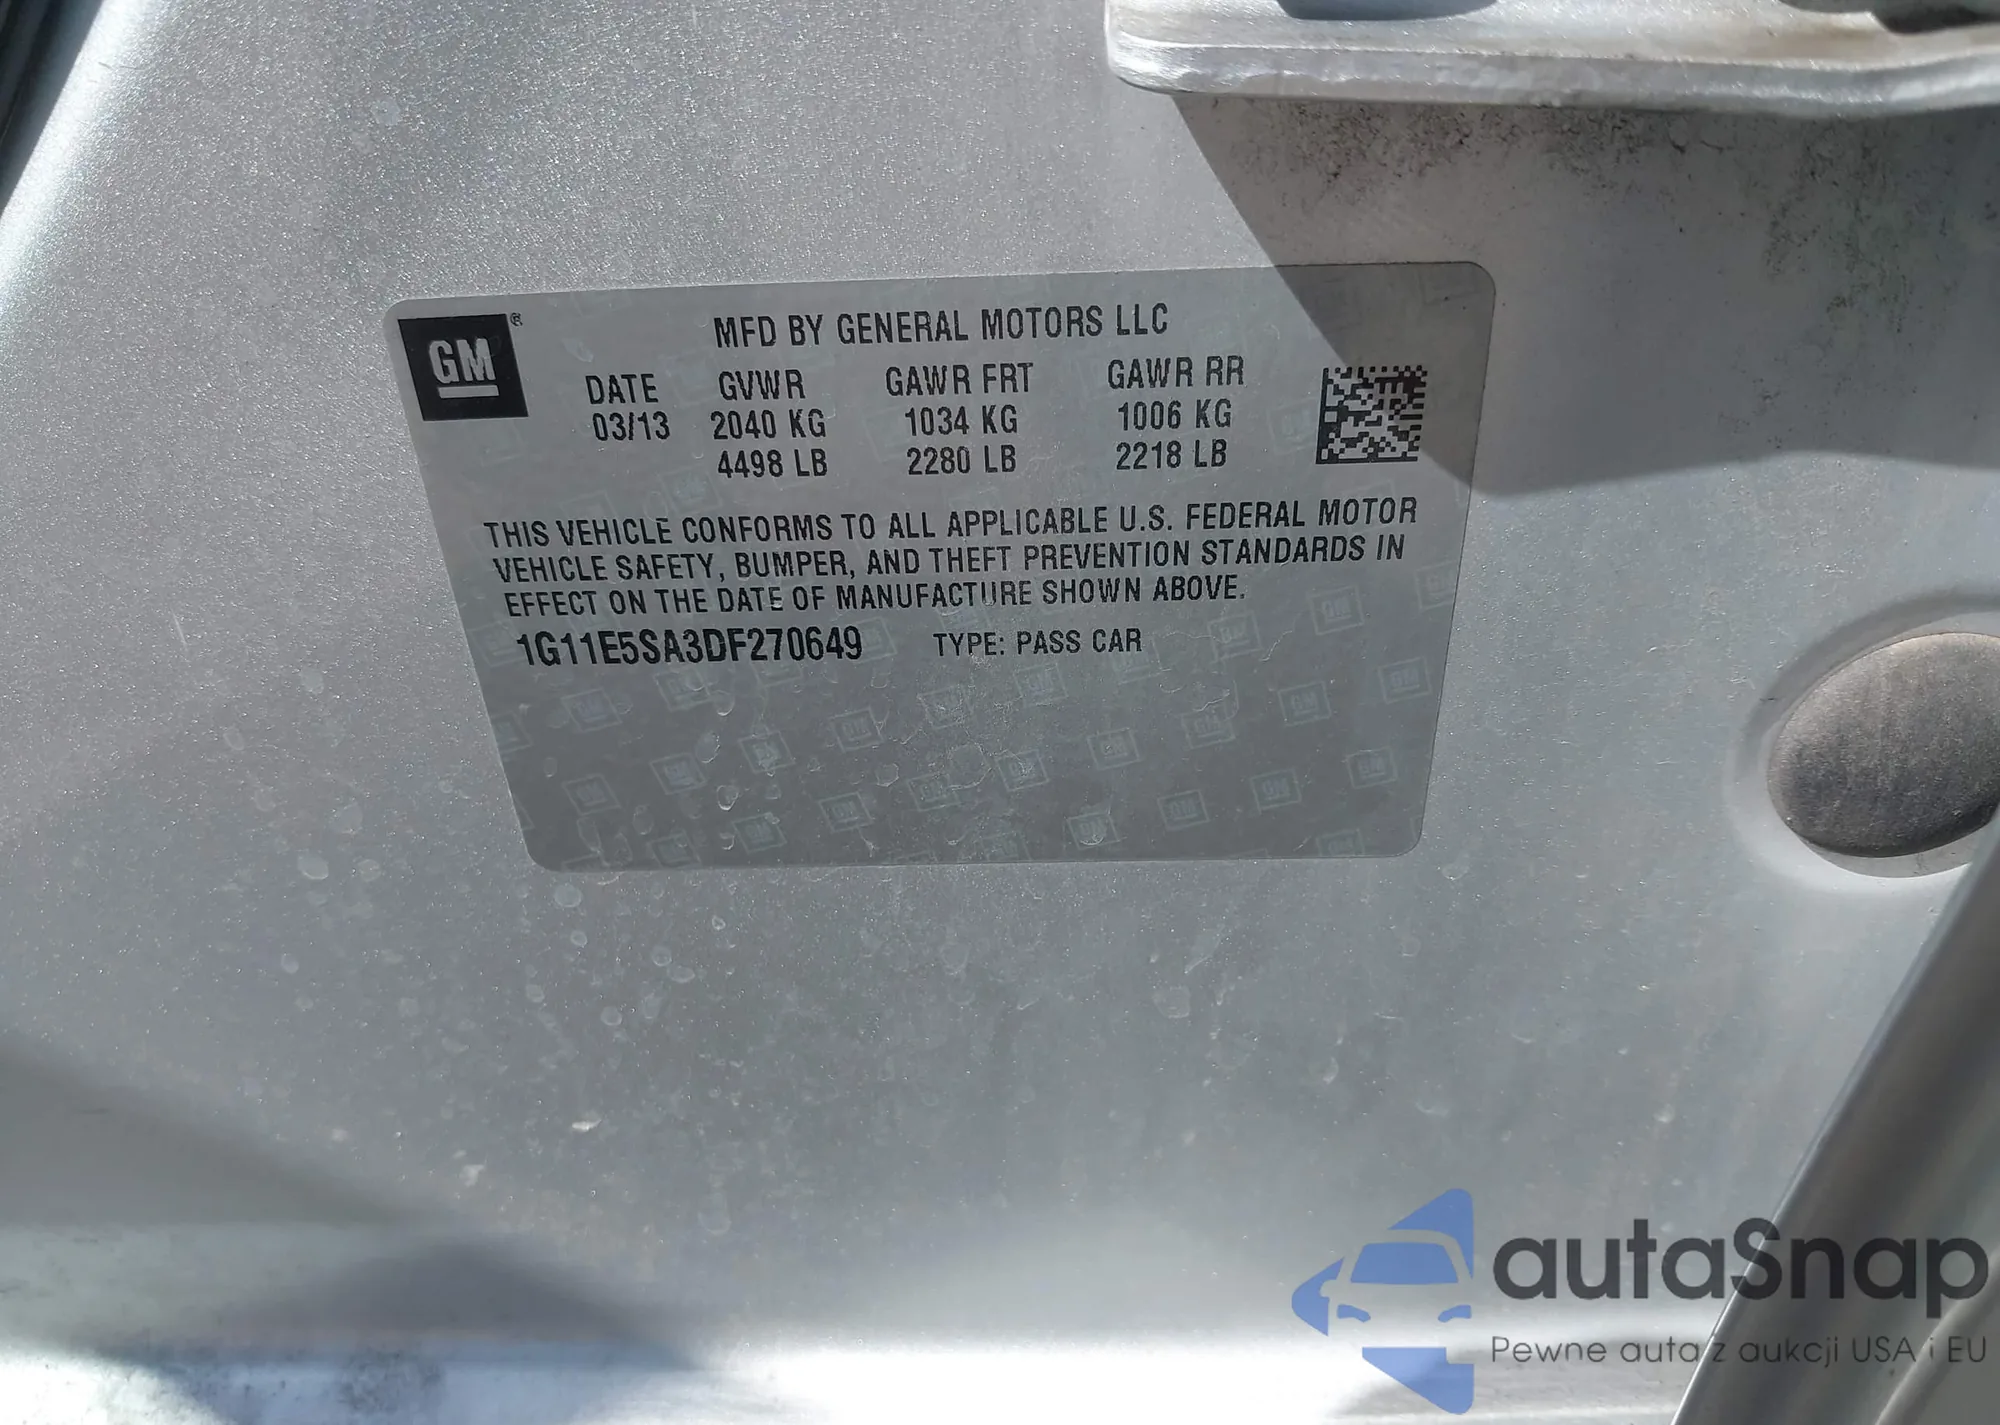 GM®
MFD BY GENERAL MOTORS LLC
DATE GVWR GAWR FRT GAWR RR
03/13 2040 KG 1034 KG 1006 KG
4498 LB 2280 LB 2218 LB
THIS VEHICLE CONFORMS TO ALL APPLICABLE U.S. FEDERAL MOTOR
VEHICLE SAFETY, BUMPER, AND THEFT PREVENTION STANDARDS IN
EFFECT ON THE DATE OF MANUFACTURE SHOWN ABOVE.
1G11E5SA3DF270649 TYPE: PASS CAR
autaSnap
Pewne auta z aukcji USA i EU